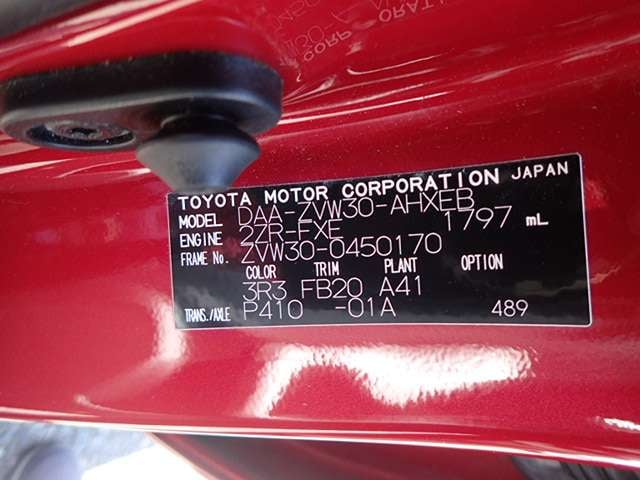 TOYOTA MOTOR CORPORATION JAPAN
MODEL DAA-ZVW30-AHXEB
ENGINE 2ZR-FXE 1797 mL
FRAME No. ZVW30-0450170
COLOR TRIM PLANT OPTION
3R3 FB20 A41
TRANS./AXLE P410 -01A 489